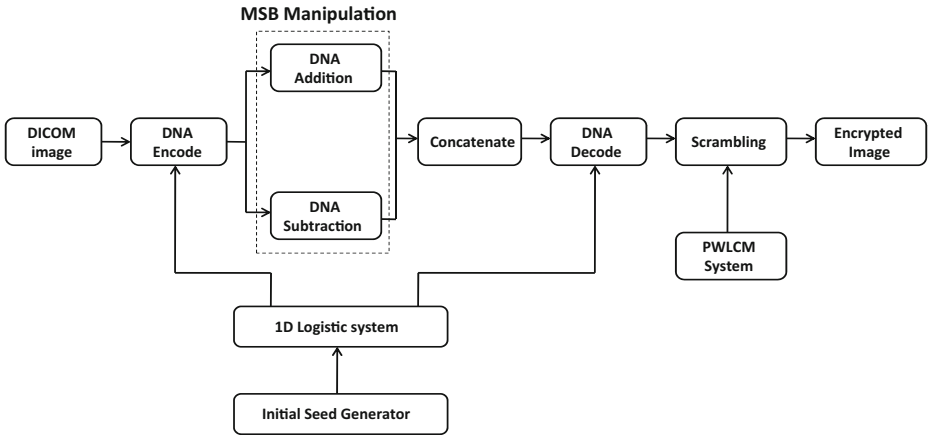 MSB Manipulation
DNA
Addition
DICOM
image
DNA
Encode
Concatenate
DNA
Decode
Scrambling
Encrypted
Image
DNA
Subtraction
PWLCM
System
1D Logistic system
Initial Seed Generator